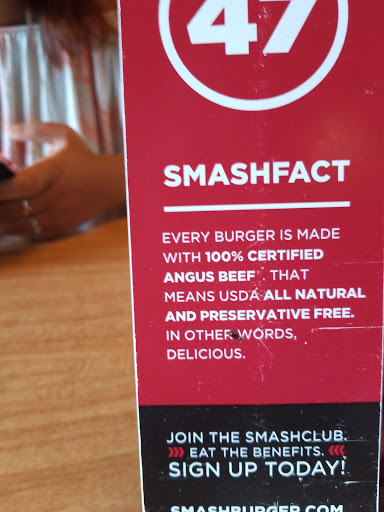 47
SMASHFACT
EVERY BURGER IS MADE
WITH 100% CERTIFIED
ANGUS BEEF®. THAT
MEANS USDA ALL NATURAL
AND PRESERVATIVE FREE.
IN OTHER WORDS,
DELICIOUS.
JOIN THE SMASHCLUB.
EAT THE BENEFITS.
SIGN UP TODAY!
SMASHBURGER.COM